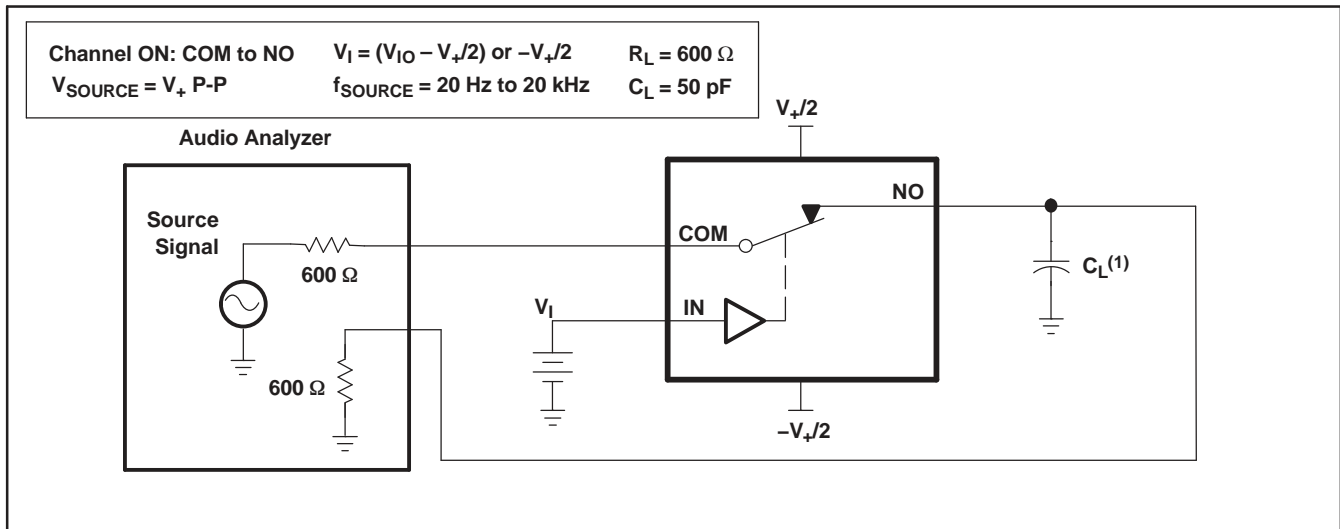 Channel ON: COM to NO V_I = (V_IO – V_+/2) or –V_+/2 R_L = 600 Ω
V_SOURCE = V_+ P-P f_SOURCE = 20 Hz to 20 kHz C_L = 50 pF
V_+/2
Audio Analyzer
NO
Source
Signal
COM
600 Ω
C_L(1)
V_I
IN
600 Ω
–V_+/2